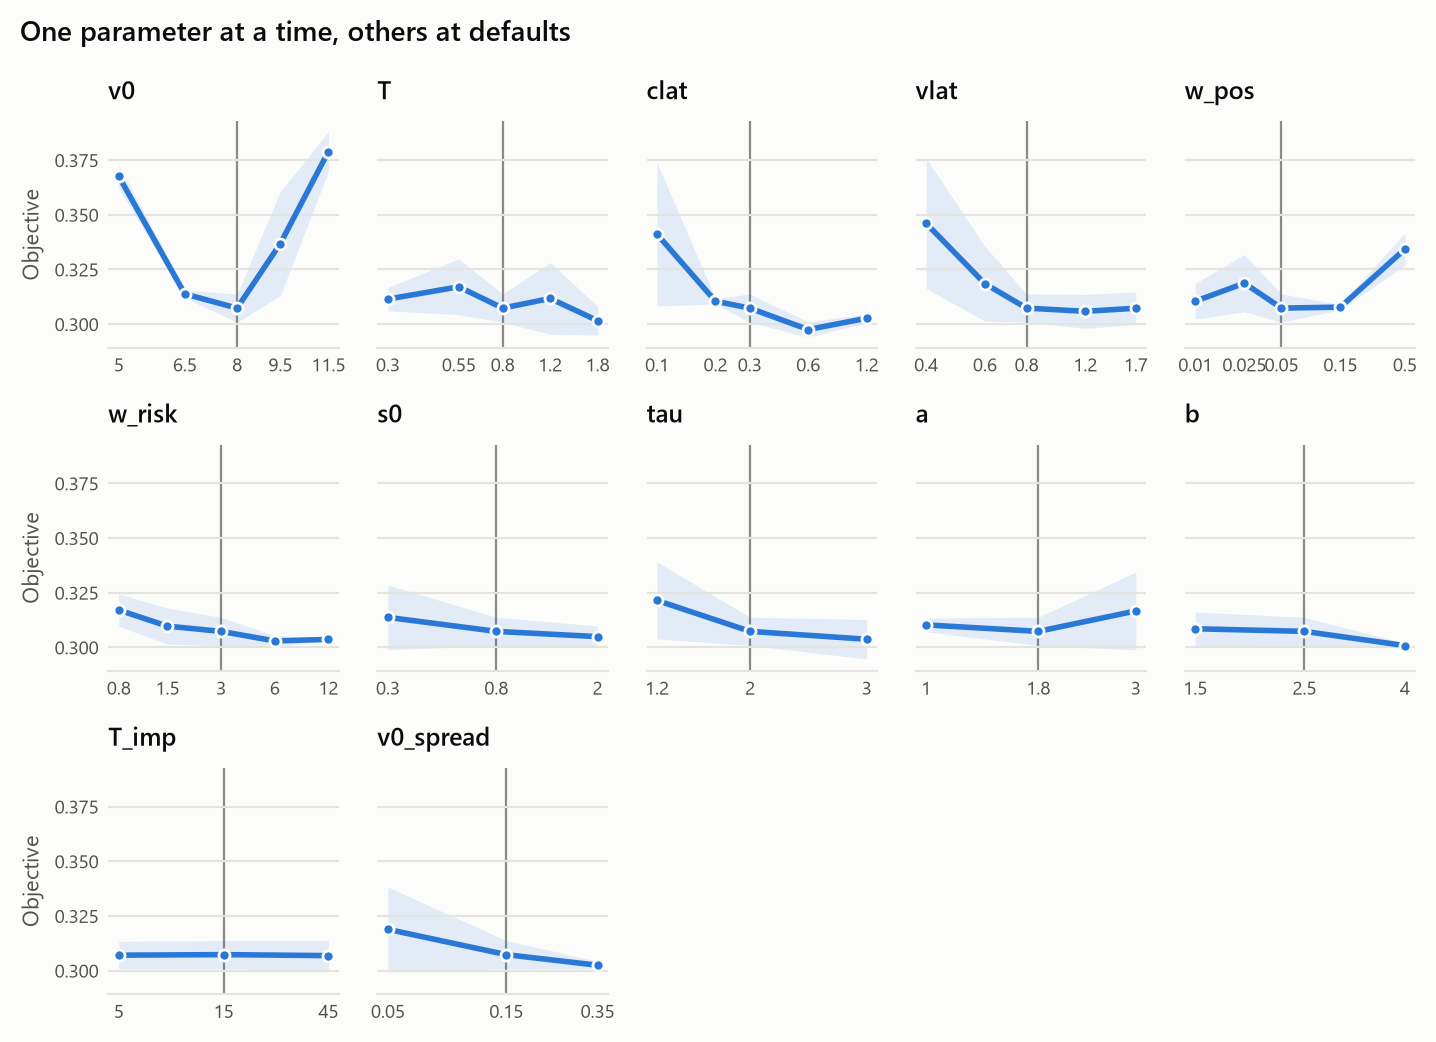 One parameter at a time, others at defaults
v0 T clat vlat w_pos
Objective
0.375
0.350
0.325
0.300
5 6.5 8 9.5 11.5 0.3 0.55 0.8 1.2 1.8 0.1 0.2 0.3 0.6 1.2 0.4 0.6 0.8 1.2 1.7 0.01 0.025 0.05 0.15 0.5
w_risk s0 tau a b
Objective
0.375
0.350
0.325
0.300
0.8 1.5 3 6 12 0.3 0.8 2 1.2 2 3 1 1.8 3 1.5 2.5 4
T_imp v0_spread
Objective
0.375
0.350
0.325
0.300
5 15 45 0.05 0.15 0.35